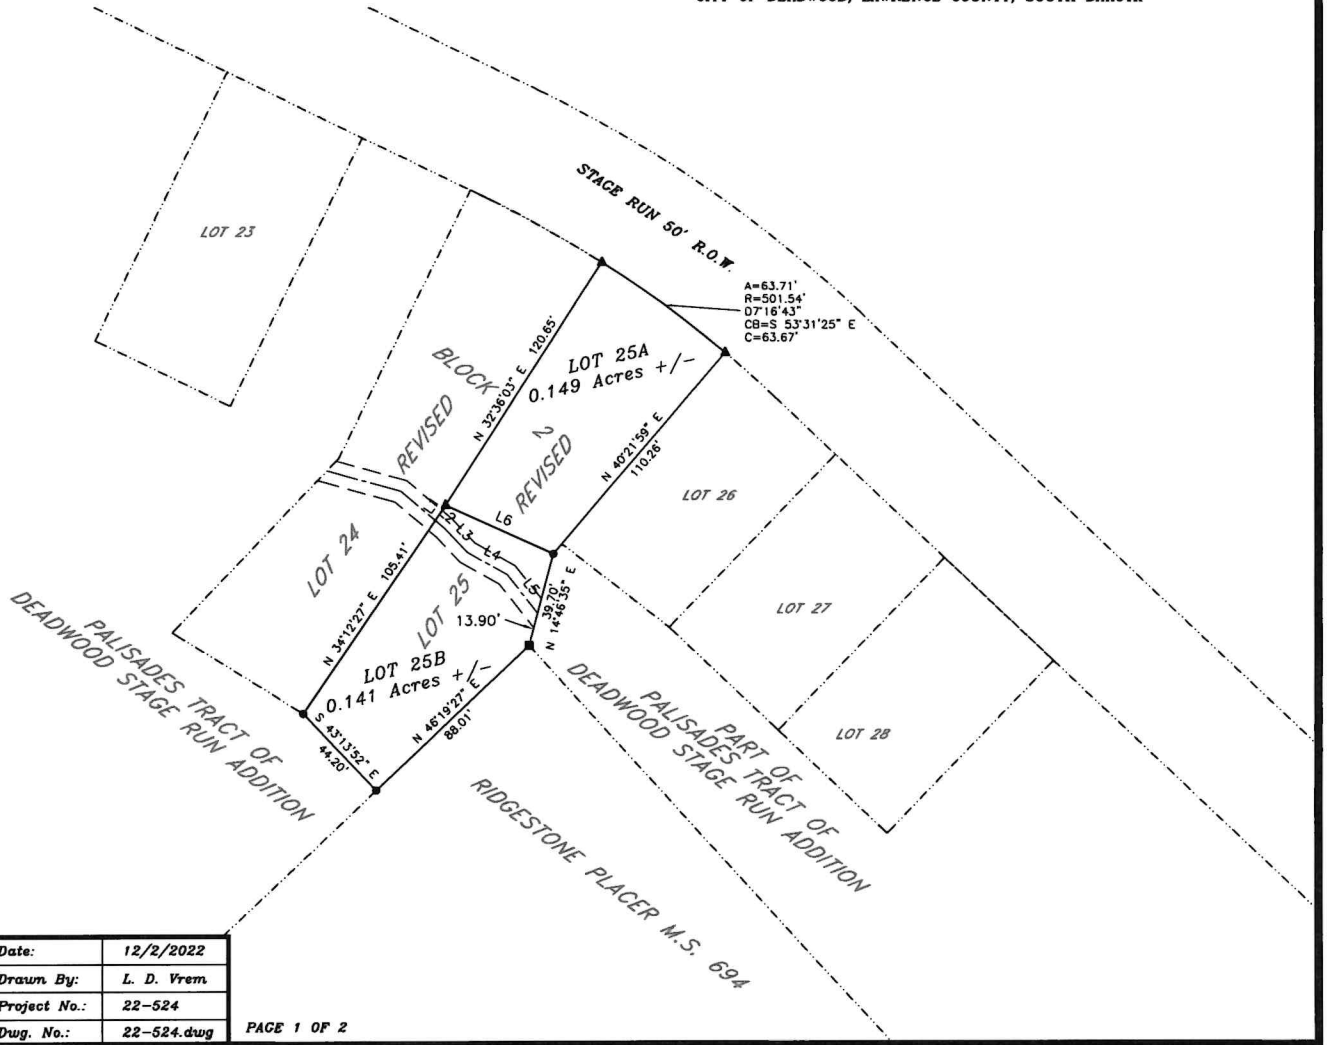 STAGE RUN 50' R.O.W.
A=63.71'
R=501.54'
D7°16'43"
CB=S 53°31'25" E
C=63.67'
LOT 23
N 32°36'03" E 120.65'
LOT 25A
0.149 Acres +/-
BLOCK
2
REVISED
REVISED
N 40°21'59" E
110.26'
LOT 26
L6
L3
L4
L5
LOT 24
LOT 25
N 34°12'27" E 105.41'
13.90'
39.70'
N 14°46'35" E
LOT 27
LOT 25B
0.141 Acres +/-
S 43°13'52" E
44.20'
N 46°19'27" E
88.01'
PALISADES TRACT OF
DEADWOOD STAGE RUN ADDITION
PART OF
PALISADES TRACT OF
DEADWOOD STAGE RUN ADDITION
LOT 28
RIDGESTONE PLACER M.S. 694
Date: 12/2/2022
Drawn By: L. D. Vrem
Project No.: 22-524
Dwg. No.: 22-524.dwg
PAGE 1 OF 2